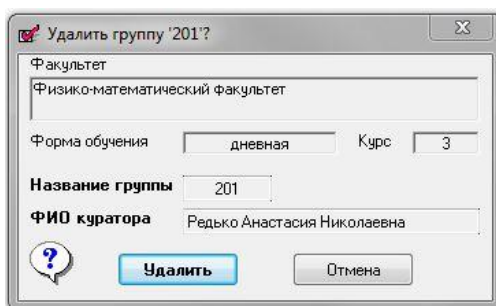 Удалить группу '201'?
Факультет
Физико-математический факультет
Форма обучения дневная Курс 3
Название группы 201
ФИО куратора Редько Анастасия Николаевна
? Удалить Отмена